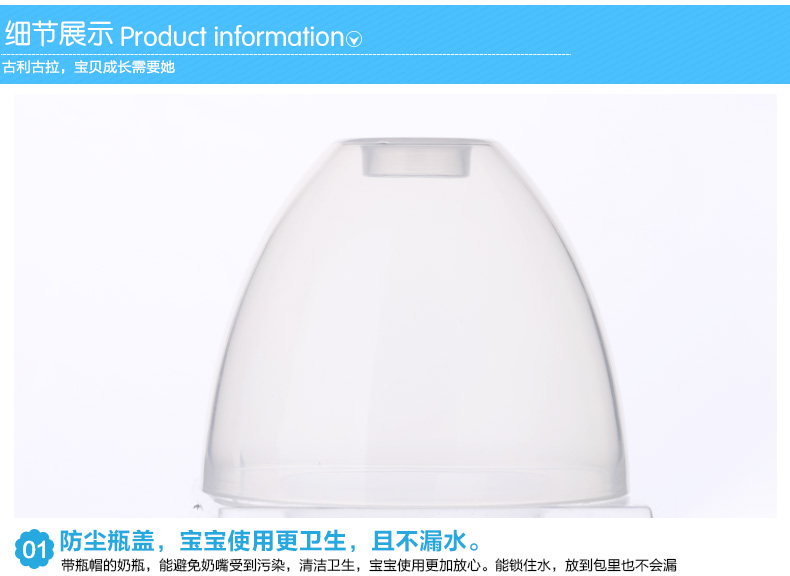 细节展示 Product information
古利古拉，宝贝成长需要她
01 防尘瓶盖，宝宝使用更卫生，且不漏水。
带瓶帽的奶瓶，能避免奶嘴受到污染，清洁卫生，宝宝使用更加放心。能锁住水，放到包里也不会漏